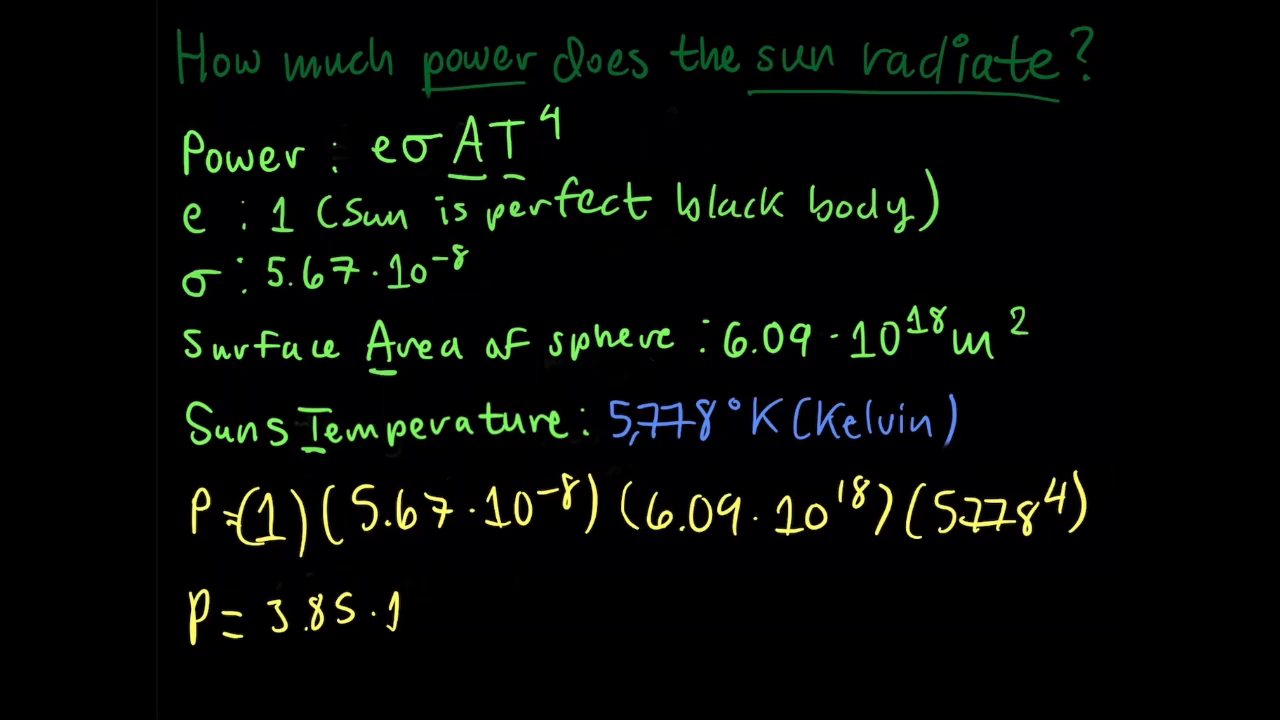 How much power does the sun radiate?
Power : eσAT⁴
e : 1 (Sun is perfect black body)
σ : 5.67 · 10⁻⁸
Surface Area of sphere : 6.09 · 10¹⁸ m²
Suns Temperature : 5,778°K (Kelvin)
P = (1)(5.67 · 10⁻⁸)(6.09 · 10¹⁸)(5778⁴)
P = 3.85 · 1